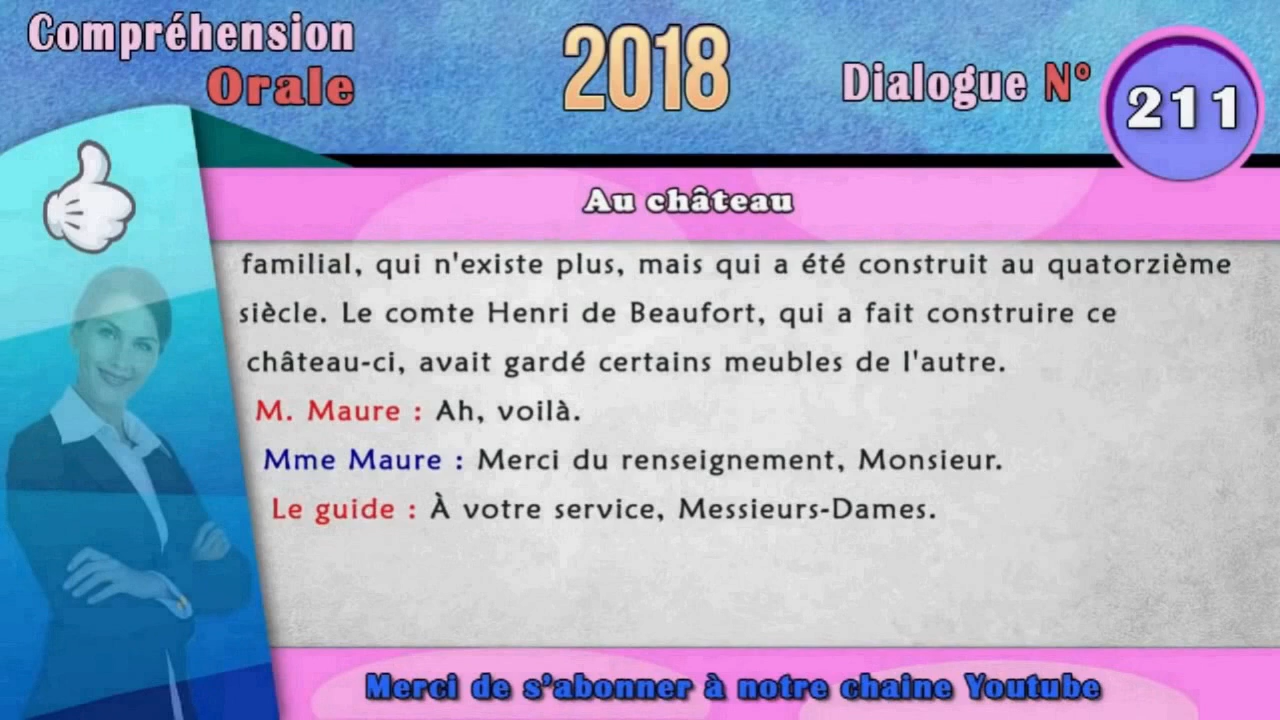 Compréhension
Orale
2018
Dialogue N°
211
Au château
familial, qui n'existe plus, mais qui a été construit au quatorzième
siècle. Le comte Henri de Beaufort, qui a fait construire ce
château-ci, avait gardé certains meubles de l'autre.
M. Maure : Ah, voilà.
Mme Maure : Merci du renseignement, Monsieur.
Le guide : À votre service, Messieurs-Dames.
Merci de s'abonner à notre chaine Youtube